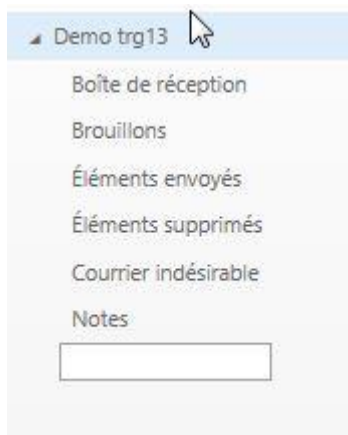 Demo trg13
Boîte de réception
Brouillons
Éléments envoyés
Éléments supprimés
Courrier indésirable
Notes